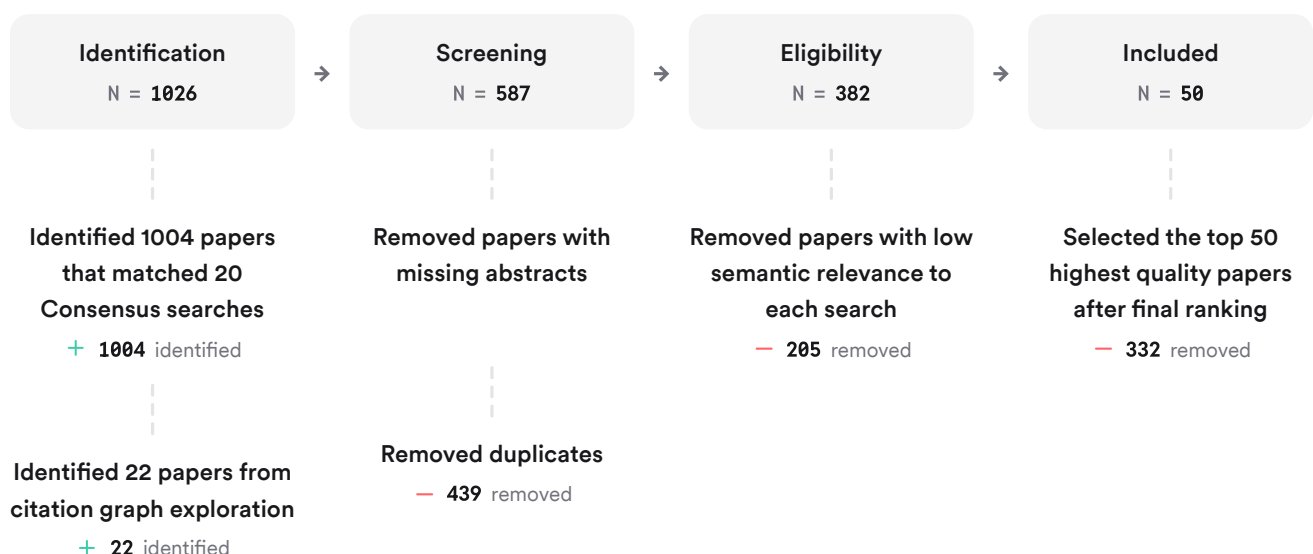 Identification
N = 1026
Screening
N = 587
Eligibility
N = 382
Included
N = 50
Identified 1004 papers
that matched 20
Consensus searches
+ 1004 identified
Identified 22 papers from
citation graph exploration
+ 22 identified
Removed papers with
missing abstracts
Removed duplicates
− 439 removed
Removed papers with low
semantic relevance to
each search
− 205 removed
Selected the top 50
highest quality papers
after final ranking
− 332 removed